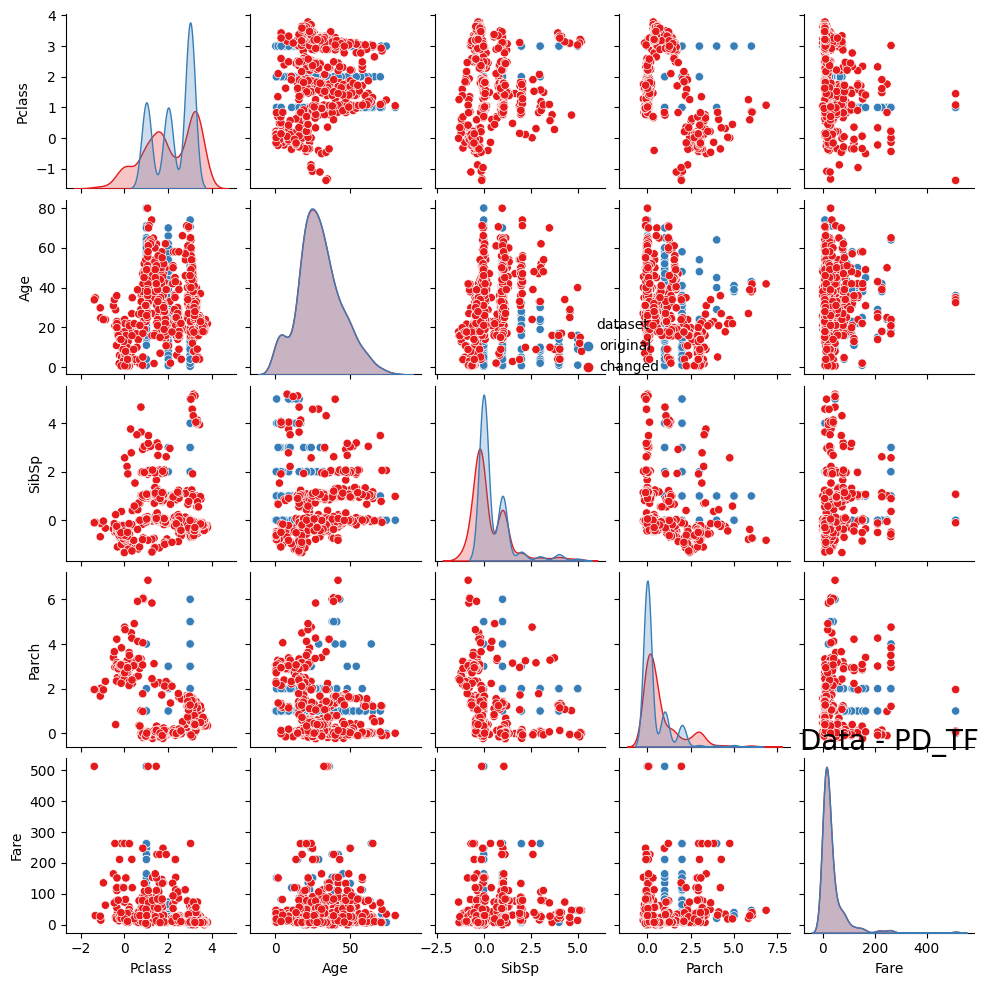 4
3
2
1
0
−1
Pclass
80
60
40
20
0
Age
dataset
original
changed
4
2
0
SibSp
6
4
2
0
Parch
Data - PD_TF
500
400
300
200
100
0
Fare
−2 0 2 4
0 50
−2.5 0.0 2.5 5.0
0.0 2.5 5.0 7.5
0 200 400
Pclass Age SibSp Parch Fare